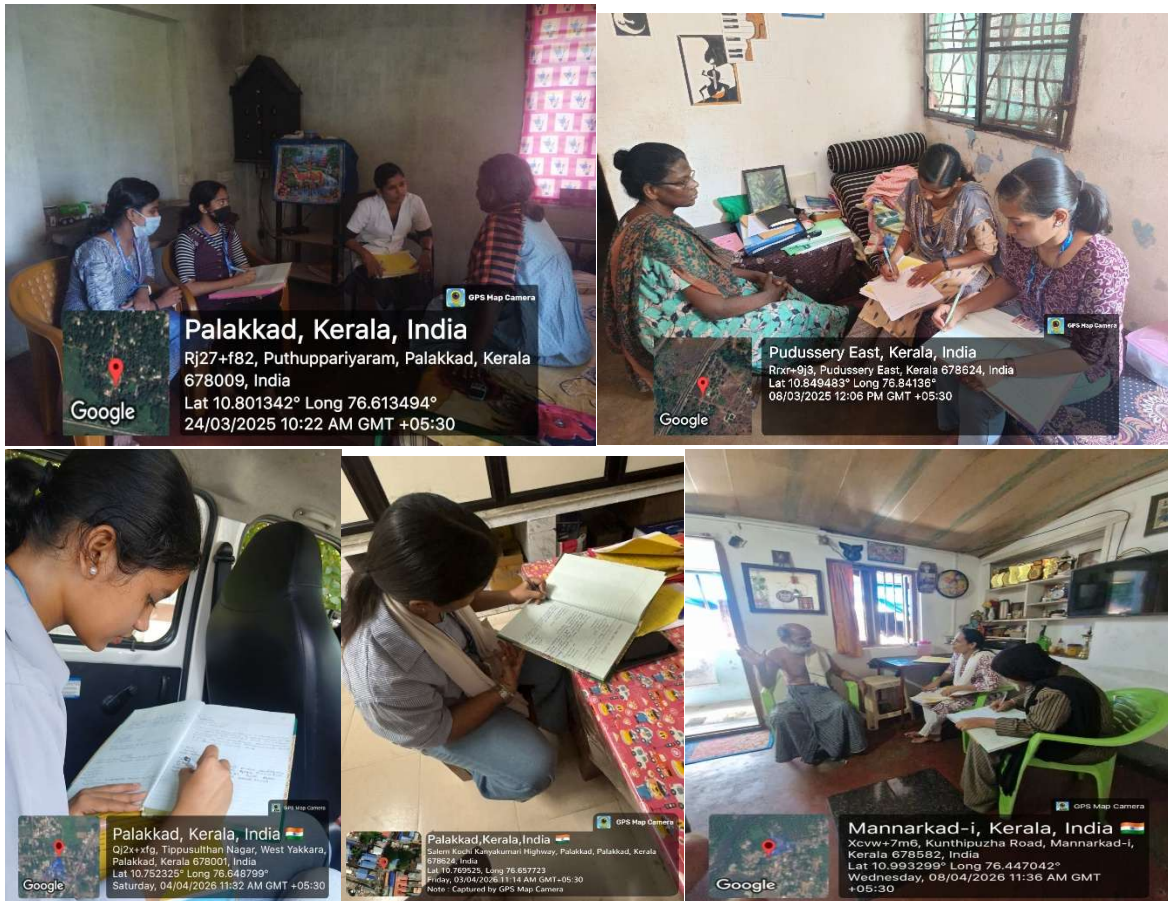 GPS Map Camera
Google
Palakkad, Kerala, India
Rj27+f82, Puthuppariyaram, Palakkad, Kerala
678009, India
Lat 10.801342° Long 76.613494°
24/03/2025 10:22 AM GMT +05:30
GPS Map Camera
Google
Pudussery East, Kerala, India
Rrxr+9j3, Pudussery East, Kerala 678624, India
Lat 10.849483° Long 76.84136°
08/03/2025 12:06 PM GMT +05:30
GPS Map Camera
Google
Palakkad, Kerala, India
Qj2x+xfg, Tippusulthan Nagar, West Yakkara,
Palakkad, Kerala 678001, India
Lat 10.752325° Long 76.648799°
Saturday, 04/04/2026 11:32 AM GMT +05:30
GPS Map Camera
Google
Palakkad,Kerala,India
Salem Kochi Kanyakumari Highway, Palakkad, Palakkad, Kerala
678624, India
Lat 10.769525, Long 76.657723
Friday, 03/04/2026 11:14 AM GMT+05:30
Note : Captured by GPS Map Camera
GPS Map Camera
Google
Mannarkad-i, Kerala, India
Xcvw+7m6, Kunthipuzha Road, Mannarkad-i,
Kerala 678582, India
Lat 10.993299° Long 76.447042°
Wednesday, 08/04/2026 11:36 AM GMT
+05:30